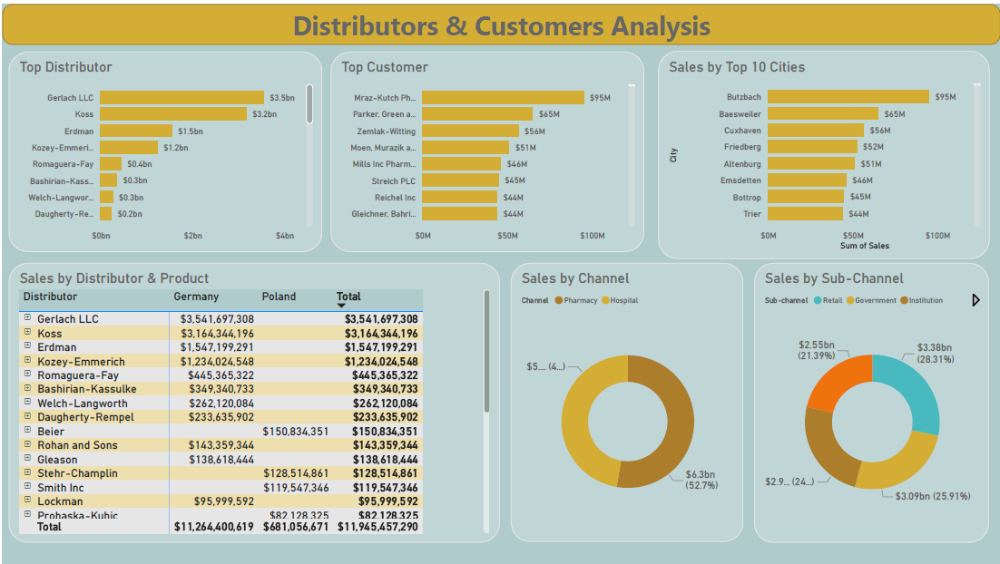 Distributors & Customers Analysis
Top Distributor
Gerlach LLC $3.5bn
Koss $3.2bn
Erdman $1.5bn
Kozey-Emmeri... $1.2bn
Romaguera-Fay $0.4bn
Bashirian-Kass... $0.3bn
Welch-Langwor... $0.3bn
Daugherty-Re... $0.2bn
$0bn $2bn $4bn
Top Customer
Mraz-Kutch Ph... $95M
Parker, Green a... $65M
Zemlak-Witting $56M
Moen, Murazik a... $51M
Mills Inc Pharm... $46M
Streich PLC $45M
Reichel Inc $44M
Gleichner, Bahri... $44M
$0M $50M $100M
Sales by Top 10 Cities
City
Butzbach $95M
Baesweiler $65M
Cuxhaven $56M
Friedberg $52M
Altenburg $51M
Emsdetten $46M
Bottrop $45M
Trier $44M
$0M $50M $100M
Sum of Sales
Sales by Distributor & Product
Distributor Germany Poland Total
Gerlach LLC $3,541,697,308 $3,541,697,308
Koss $3,164,344,196 $3,164,344,196
Erdman $1,547,199,291 $1,547,199,291
Kozey-Emmerich $1,234,024,548 $1,234,024,548
Romaguera-Fay $445,365,322 $445,365,322
Bashirian-Kassulke $349,340,733 $349,340,733
Welch-Langworth $262,120,084 $262,120,084
Daugherty-Rempel $233,635,902 $233,635,902
Beier $150,834,351 $150,834,351
Rohan and Sons $143,359,344 $143,359,344
Gleason $138,618,444 $138,618,444
Stehr-Champlin $128,514,861 $128,514,861
Smith Inc $119,547,346 $119,547,346
Lockman $95,999,592 $95,999,592
Prohaska-Kuhic $82,128,325 $82,128,325
Total $11,264,400,619 $681,056,671 $11,945,457,290
Sales by Channel
Channel Pharmacy Hospital
$5.... (4...)
$6.3bn
(52.7%)
Sales by Sub-Channel
Sub-channel Retail Government Institution
$2.55bn
(21.39%)
$3.38bn
(28.31%)
$2.9... (24...)
$3.09bn (25.91%)